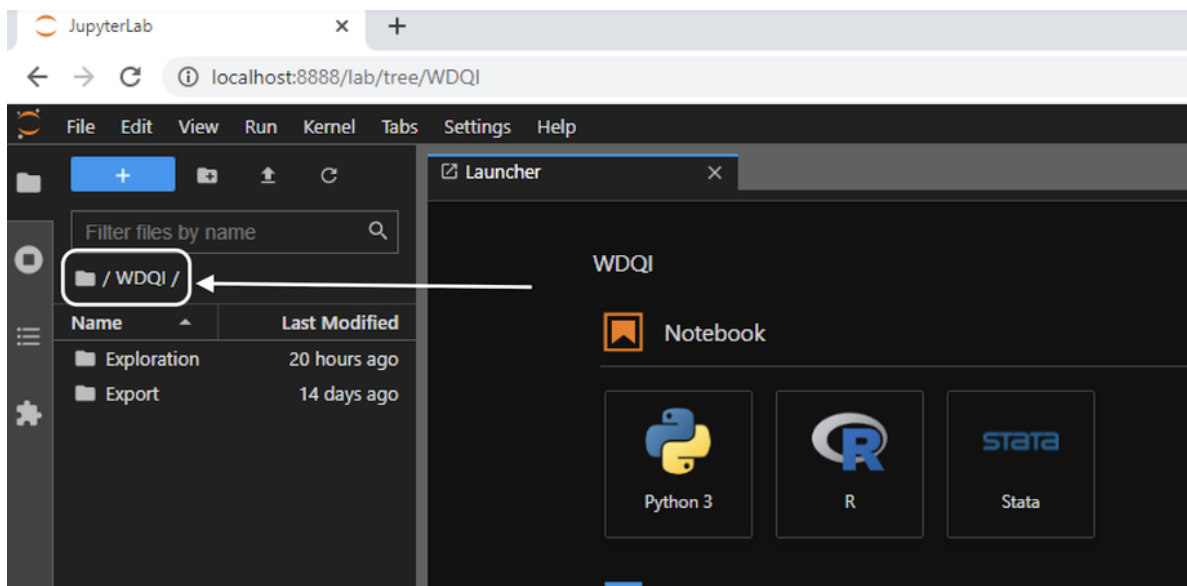 JupyterLab
localhost:8888/lab/tree/WDQI
File Edit View Run Kernel Tabs Settings Help
Launcher
Filter files by name
/ WDQI /
Name Last Modified
Exploration 20 hours ago
Export 14 days ago
WDQI
Notebook
R
STATA
Python 3 R Stata